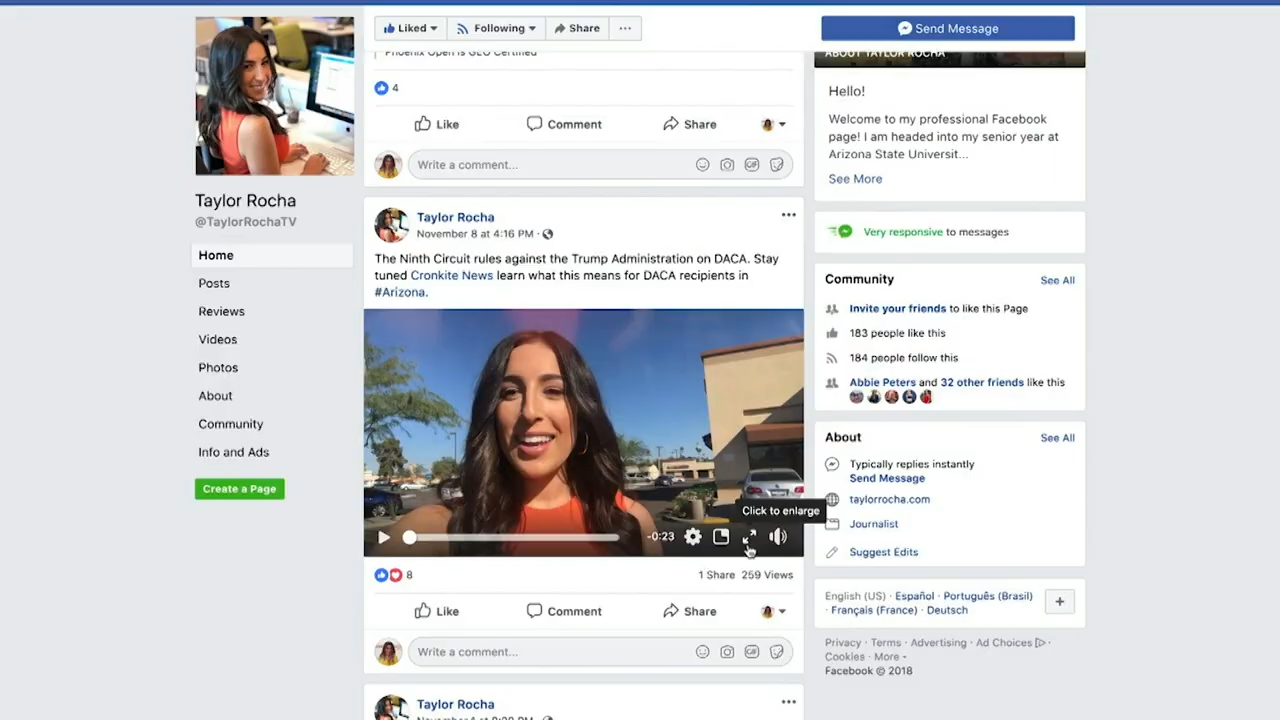 Liked
Following
Share
Send Message
Taylor Rocha
@TaylorRochaTV
Home
Posts
Reviews
Videos
Photos
About
Community
Info and Ads
Create a Page
Phoenix Open is GEO Certified
4
Like Comment Share
Write a comment...
GIF
Taylor Rocha
November 8 at 4:16 PM ·
The Ninth Circuit rules against the Trump Administration on DACA. Stay
tuned Cronkite News learn what this means for DACA recipients in
#Arizona.
Click to enlarge
-0:23
8
1 Share 259 Views
Like Comment Share
Write a comment...
GIF
Taylor Rocha
ABOUT TAYLOR ROCHA
Hello!
Welcome to my professional Facebook
page! I am headed into my senior year at
Arizona State Universit...
See More
Very responsive to messages
Community
See All
Invite your friends to like this Page
183 people like this
184 people follow this
Abbie Peters and 32 other friends like this
About
See All
Typically replies instantly
Send Message
taylorrocha.com
Journalist
Suggest Edits
English (US) · Español · Português (Brasil)
· Français (France) · Deutsch
+
Privacy · Terms · Advertising · Ad Choices ·
Cookies · More
Facebook © 2018